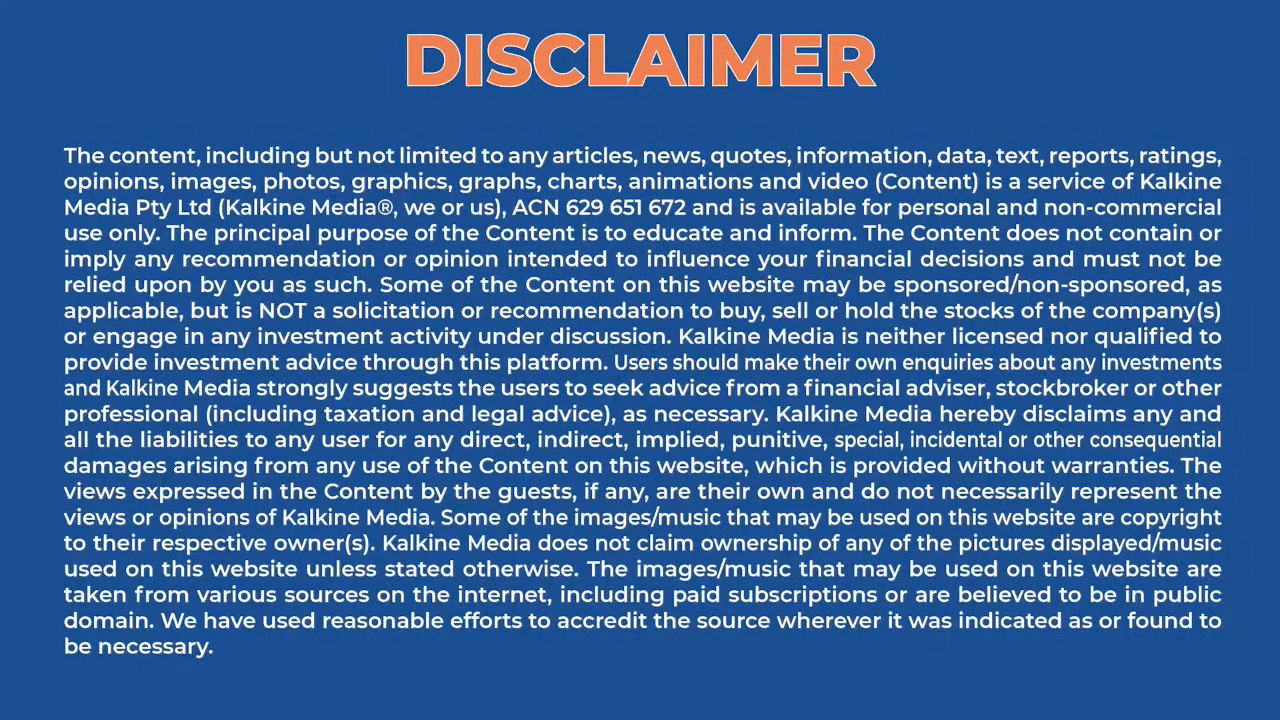 DISCLAIMER
The content, including but not limited to any articles, news, quotes, information, data, text, reports, ratings,
opinions, images, photos, graphics, graphs, charts, animations and video (Content) is a service of Kalkine
Media Pty Ltd (Kalkine Media®, we or us), ACN 629 651 672 and is available for personal and non-commercial
use only. The principal purpose of the Content is to educate and inform. The Content does not contain or
imply any recommendation or opinion intended to influence your financial decisions and must not be
relied upon by you as such. Some of the Content on this website may be sponsored/non-sponsored, as
applicable, but is NOT a solicitation or recommendation to buy, sell or hold the stocks of the company(s)
or engage in any investment activity under discussion. Kalkine Media is neither licensed nor qualified to
provide investment advice through this platform. Users should make their own enquiries about any investments
and Kalkine Media strongly suggests the users to seek advice from a financial adviser, stockbroker or other
professional (including taxation and legal advice), as necessary. Kalkine Media hereby disclaims any and
all the liabilities to any user for any direct, indirect, implied, punitive, special, incidental or other consequential
damages arising from any use of the Content on this website, which is provided without warranties. The
views expressed in the Content by the guests, if any, are their own and do not necessarily represent the
views or opinions of Kalkine Media. Some of the images/music that may be used on this website are copyright
to their respective owner(s). Kalkine Media does not claim ownership of any of the pictures displayed/music
used on this website unless stated otherwise. The images/music that may be used on this website are
taken from various sources on the internet, including paid subscriptions or are believed to be in public
domain. We have used reasonable efforts to accredit the source wherever it was indicated as or found to
be necessary.